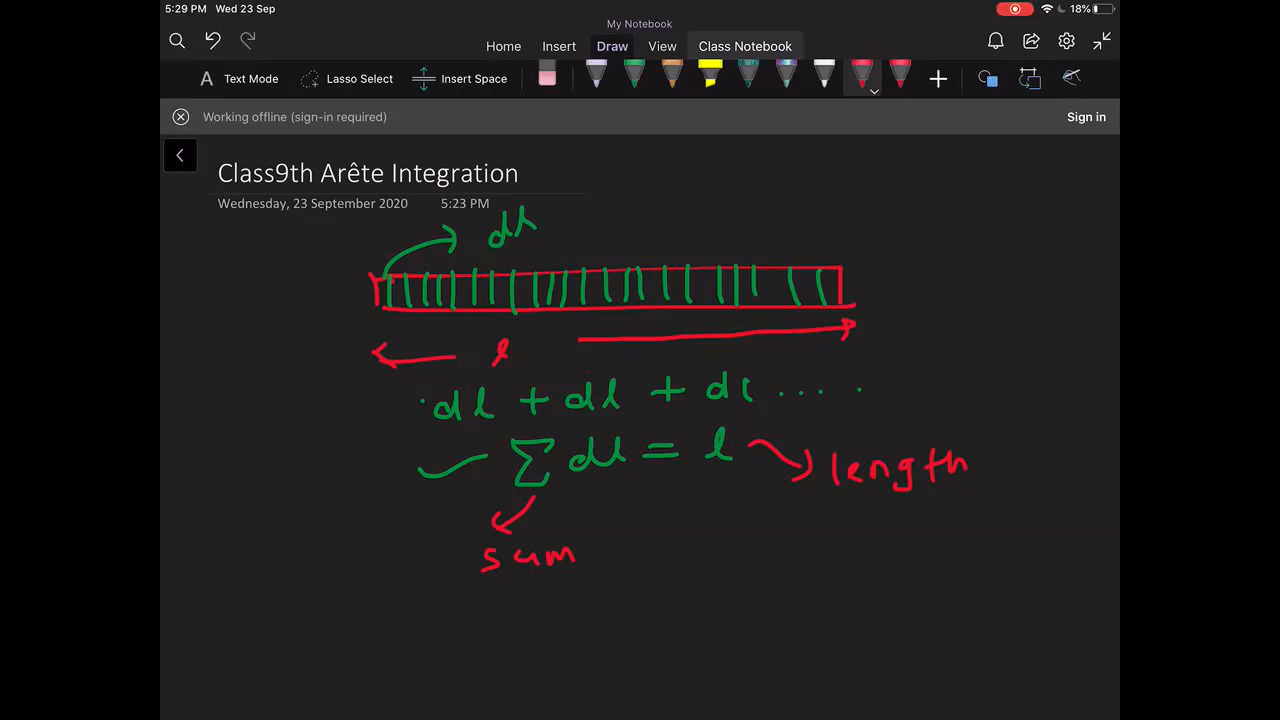 5:29 PM Wed 23 Sep
18%
My Notebook
Home Insert Draw View Class Notebook
A Text Mode Lasso Select Insert Space
Working offline (sign-in required) Sign in
Class9th Arête Integration
Wednesday, 23 September 2020 5:23 PM
dl
l
dl + dl + dl .....
∑ dl = l length
sum